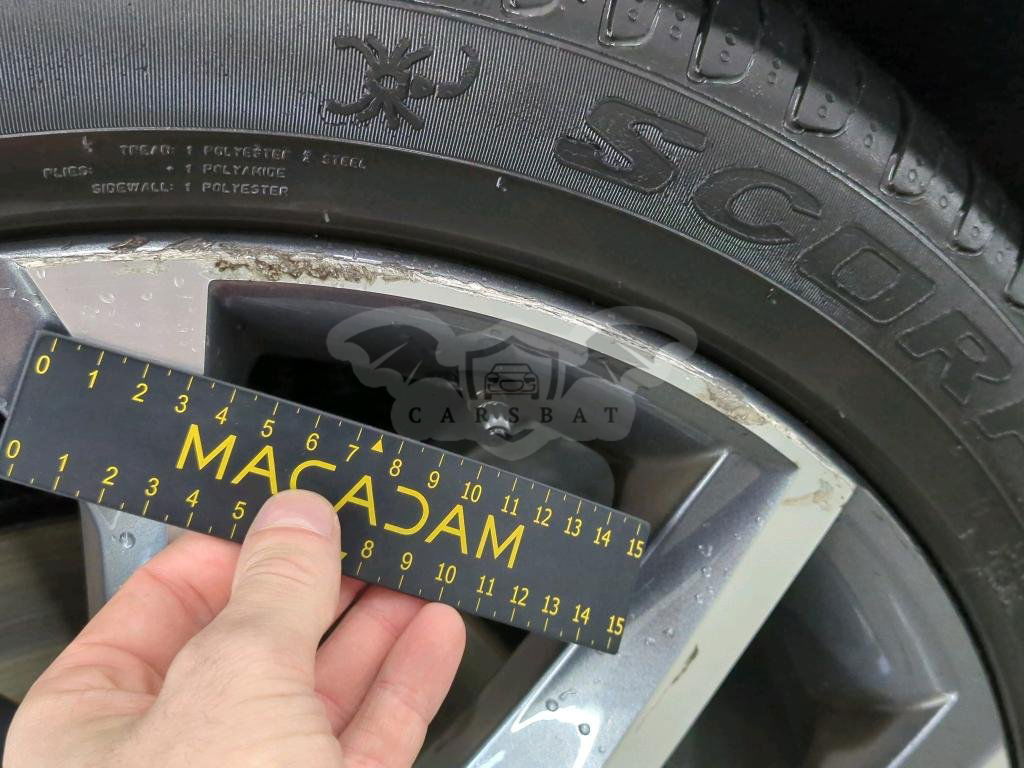 TREAD: 1 POLYESTER 2 STEEL
PLIES: + 1 POLYAMIDE
SIDEWALL: 1 POLYESTER
SCOR
CARSBAT
0 1 2 3 4 5 6 7 8 9 10 11 12 13 14 15
MACADAM
0 1 2 3 4 5 8 9 10 11 12 13 14 15